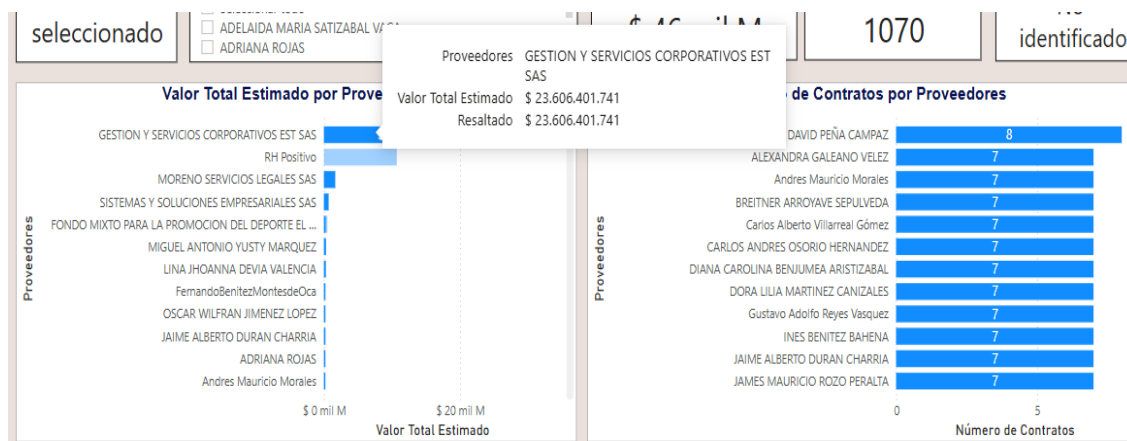 seleccionado
ADELAIDA MARIA SATIZABAL
ADRIANA ROJAS
1070
identificado
Proveedores GESTION Y SERVICIOS CORPORATIVOS EST
SAS
Valor Total Estimado $ 23.606.401.741
Resaltado $ 23.606.401.741
Valor Total Estimado por Prove
GESTION Y SERVICIOS CORPORATIVOS EST SAS
RH Positivo
MORENO SERVICIOS LEGALES SAS
SISTEMAS Y SOLUCIONES EMPRESARIALES SAS
FONDO MIXTO PARA LA PROMOCION DEL DEPORTE EL ...
MIGUEL ANTONIO YUSTY MARQUEZ
LINA JHOANNA DEVIA VALENCIA
FernandoBenitezMontesdeOca
OSCAR WILFRAN JIMENEZ LOPEZ
JAIME ALBERTO DURAN CHARRIA
ADRIANA ROJAS
Andres Mauricio Morales
Proveedores
$ 0 mil M $ 20 mil M
Valor Total Estimado
de Contratos por Proveedores
DAVID PEÑA CAMPAZ 8
ALEXANDRA GALEANO VELEZ 7
Andres Mauricio Morales 7
BREITNER ARROYAVE SEPULVEDA 7
Carlos Alberto Villarreal Gómez 7
CARLOS ANDRES OSORIO HERNANDEZ 7
DIANA CAROLINA BENJUMEA ARISTIZABAL 7
DORA LILIA MARTINEZ CANIZALES 7
Gustavo Adolfo Reyes Vasquez 7
INES BENITEZ BAHENA 7
JAIME ALBERTO DURAN CHARRIA 7
JAMES MAURICIO ROZO PERALTA 7
Proveedores
0 5
Número de Contratos